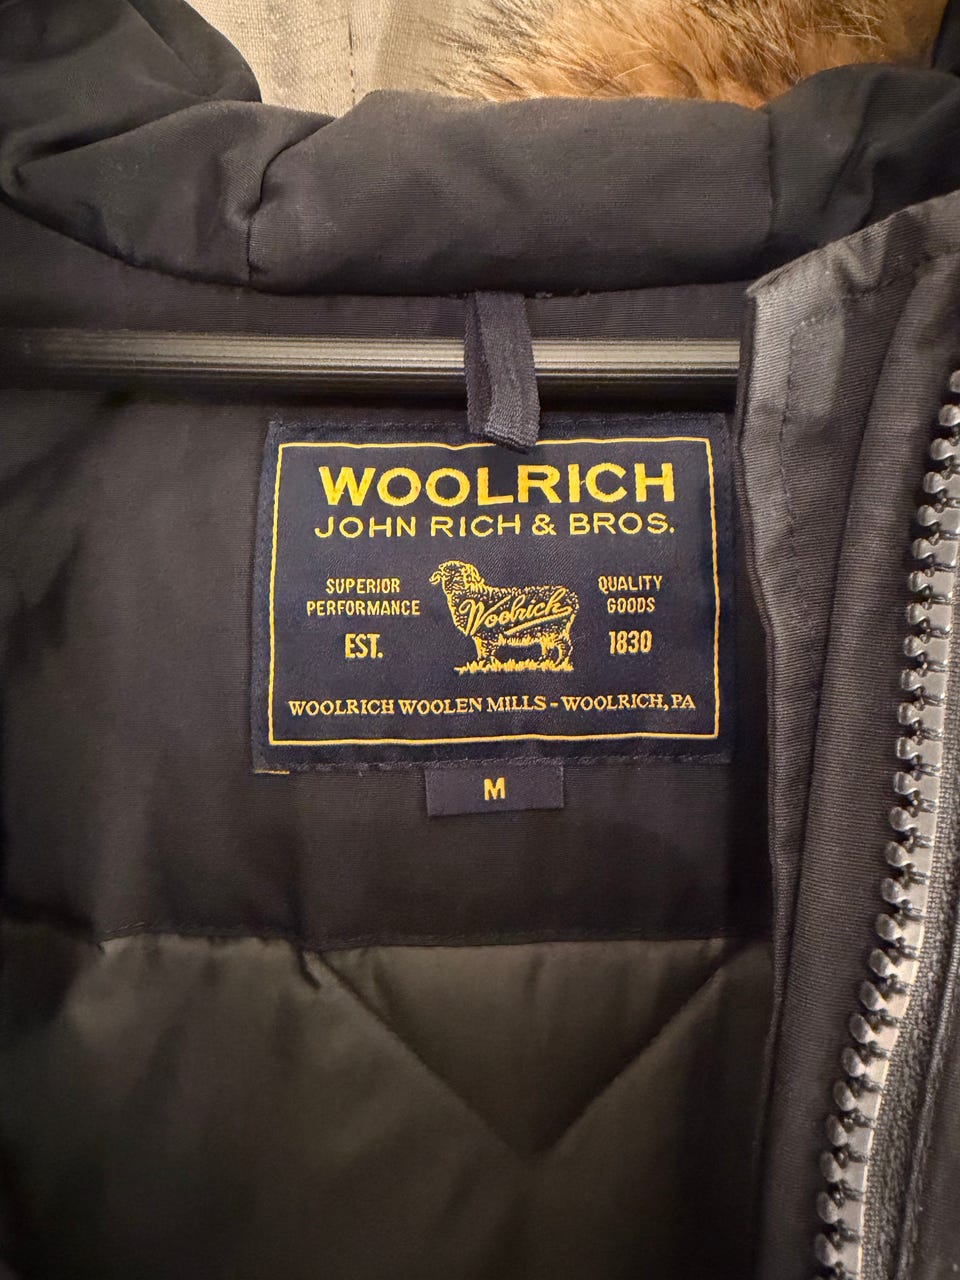 WOOLRICH
JOHN RICH & BROS.
SUPERIOR
PERFORMANCE
EST.
Woolrich
QUALITY
GOODS
1830
WOOLRICH WOOLEN MILLS - WOOLRICH, PA
M